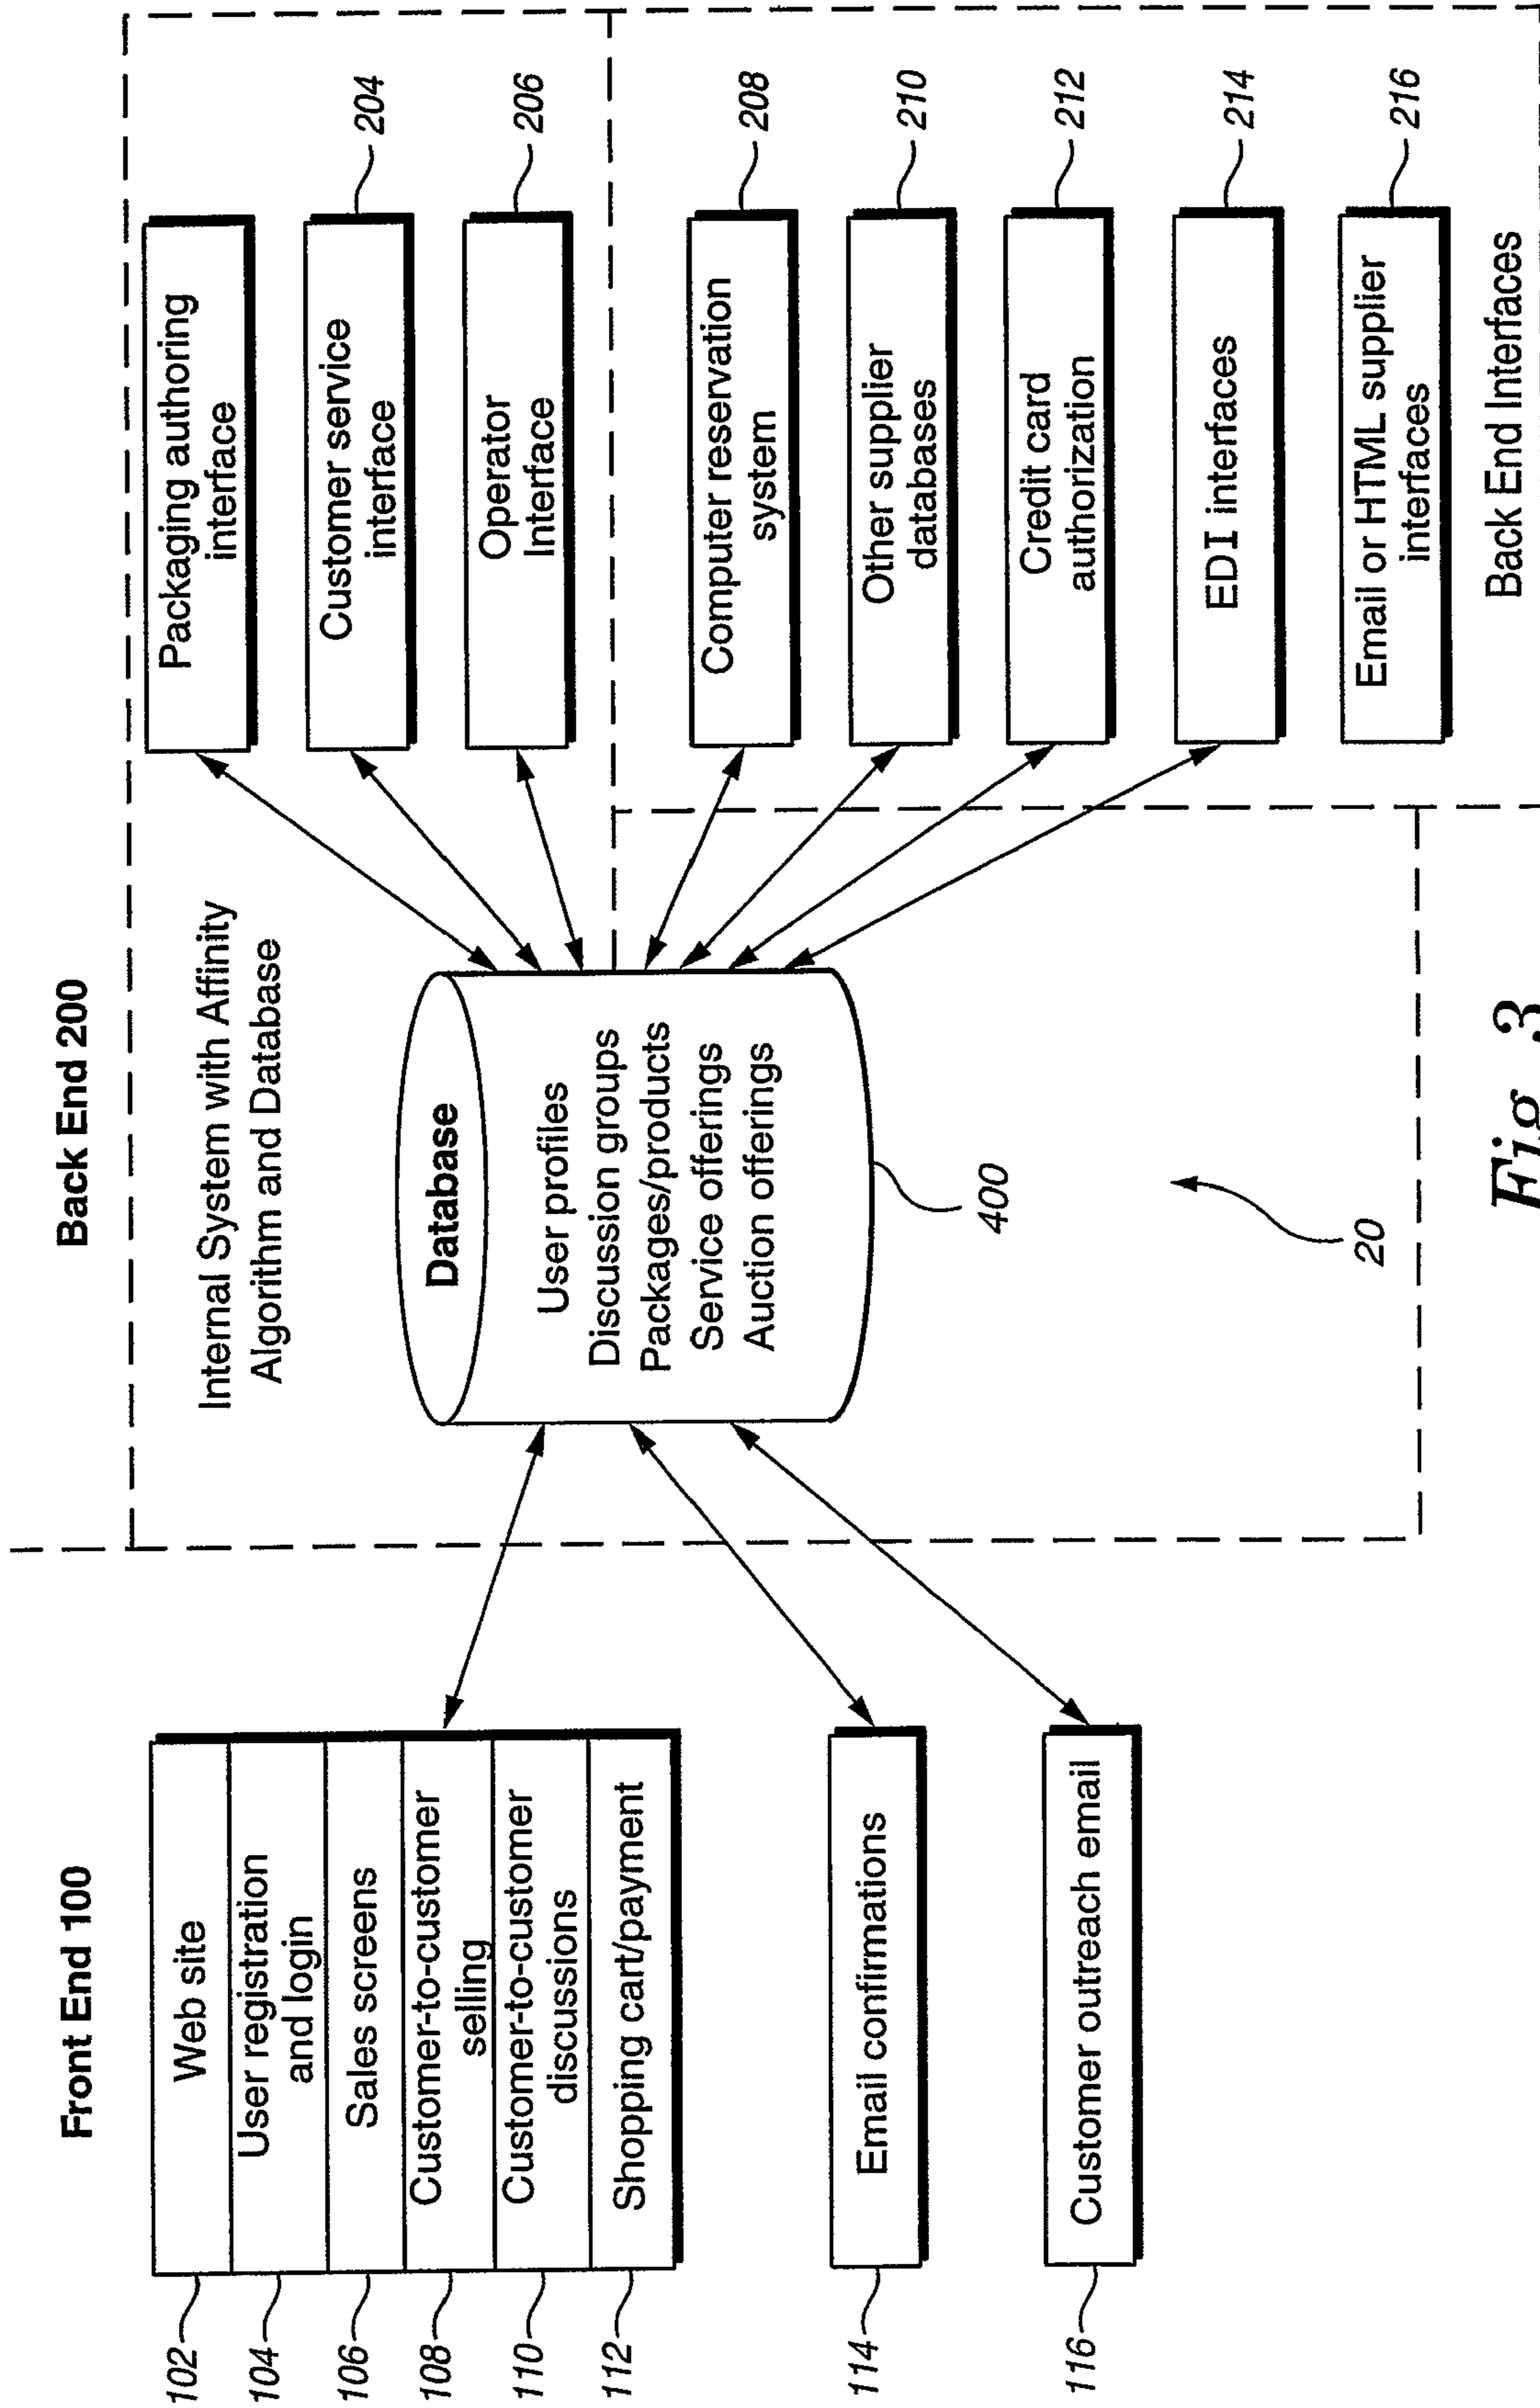 Front End 100
102
Web site
104
User registration
and login
106
Sales screens
108
Customer-to-customer
selling
110
Customer-to-customer
discussions
112
Shopping cart/payment
114
Email confirmations
116
Customer outreach email
Back End 200
Internal System with Affinity
Algorithm and Database
Database
User profiles
Discussion groups
Packages/products
Service offerings
Auction offerings
400
20
Packaging authoring
interface
Customer service
interface
204
Operator
Interface
206
Computer reservation
system
208
Other supplier
databases
210
Credit card
authorization
212
EDI interfaces
214
Email or HTML supplier
interfaces
216
Back End Interfaces
Fig. 3